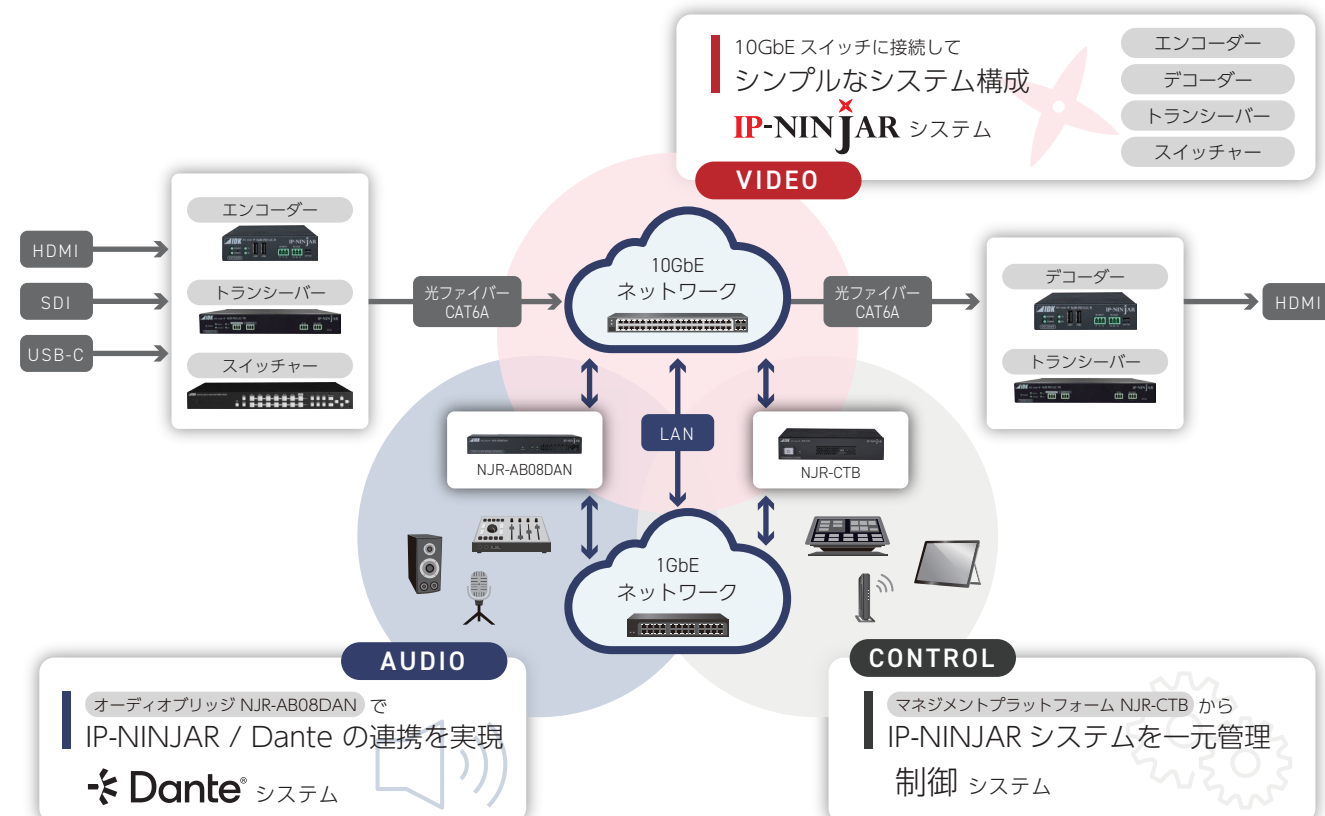 10GbE スイッチに接続して
シンプルなシステム構成
IP-NINJAR システム
エンコーダー
デコーダー
トランシーバー
スイッチャー
VIDEO
HDMI
SDI
USB-C
エンコーダー
トランシーバー
スイッチャー
光ファイバー
CAT6A
10GbE
ネットワーク
光ファイバー
CAT6A
デコーダー
トランシーバー
HDMI
NJR-AB08DAN
LAN
NJR-CTB
1GbE
ネットワーク
AUDIO
オーディオブリッジ NJR-AB08DAN で
IP-NINJAR / Dante の連携を実現
Dante® システム
CONTROL
マネジメントプラットフォーム NJR-CTB から
IP-NINJAR システムを一元管理
制御 システム